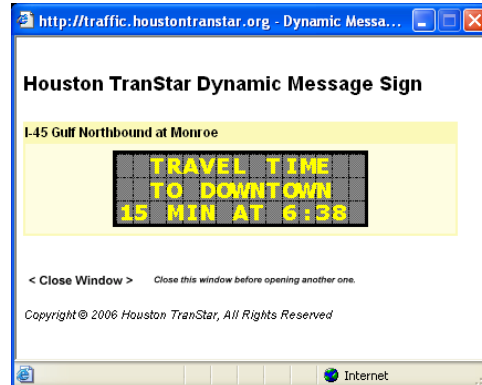 http://traffic.houstontranstar.org - Dynamic Messa...
Houston TranStar Dynamic Message Sign
I-45 Gulf Northbound at Monroe
TRAVEL TIME
TO DOWNTOWN
15 MIN AT 6:38
< Close Window > Close this window before opening another one.
Copyright © 2006 Houston TranStar, All Rights Reserved
Internet